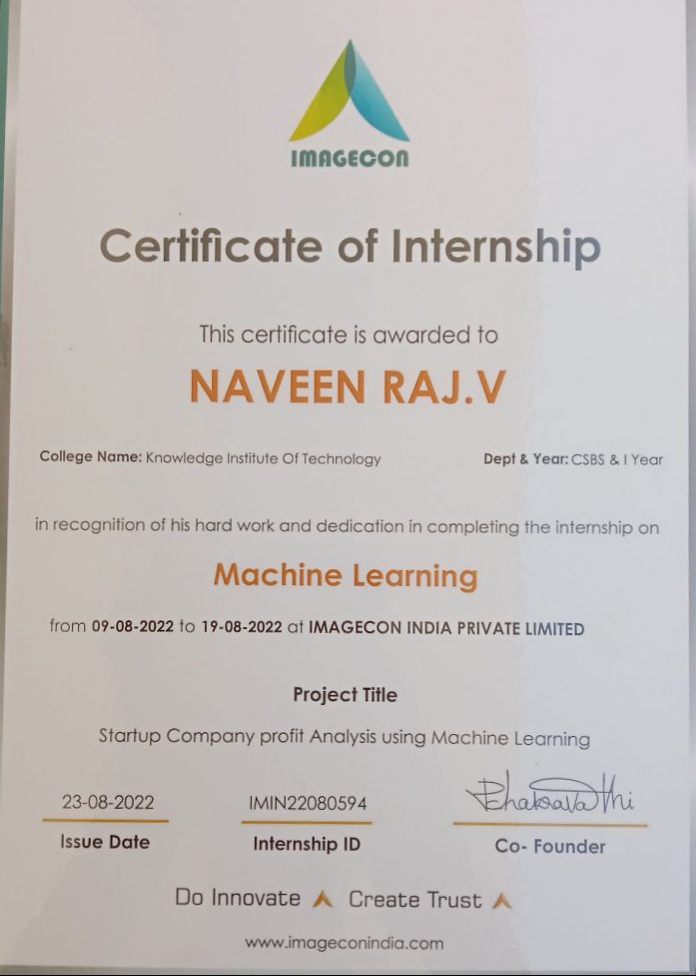 IMAGECON
Certificate of Internship
This certificate is awarded to
NAVEEN RAJ.V
College Name: Knowledge Institute Of Technology Dept & Year: CSBS & I Year
in recognition of his hard work and dedication in completing the internship on
Machine Learning
from 09-08-2022 to 19-08-2022 at IMAGECON INDIA PRIVATE LIMITED
Project Title
Startup Company profit Analysis using Machine Learning
23-08-2022 IMIN22080594
Issue Date Internship ID Co- Founder
Do Innovate Create Trust
www.imageconindia.com